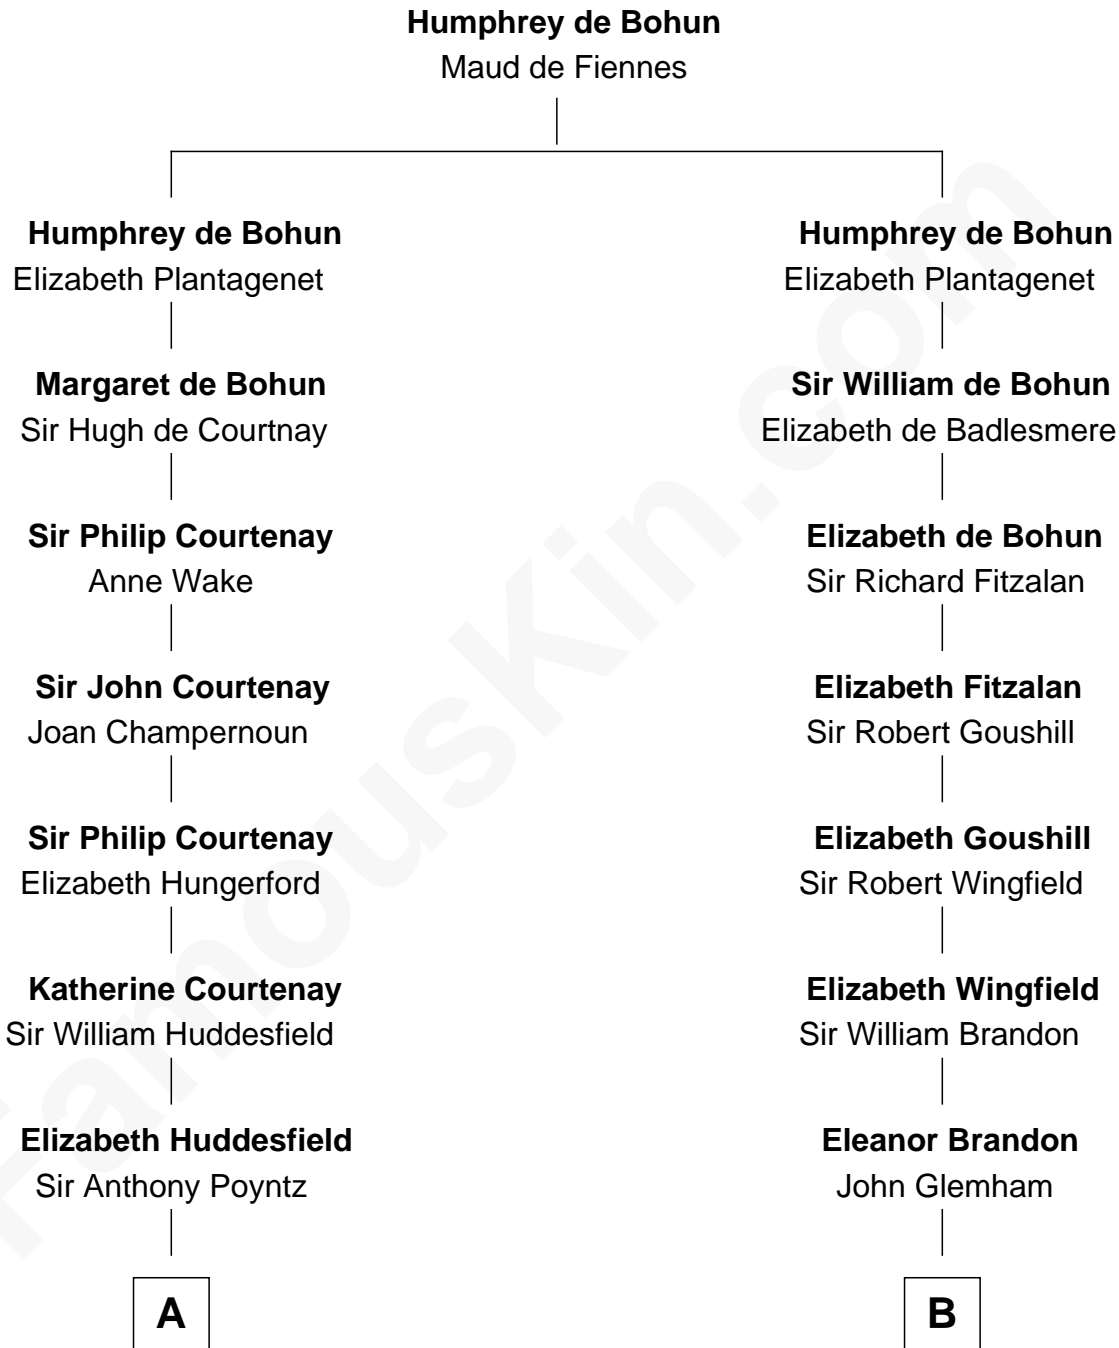 Humphrey de Bohun
Maud de Fiennes
Humphrey de Bohun
Elizabeth Plantagenet
Margaret de Bohun
Sir Hugh de Courtnay
Sir Philip Courtenay
Anne Wake
Sir John Courtenay
Joan Champernoun
Sir Philip Courtenay
Elizabeth Hungerford
Katherine Courtenay
Sir William Huddesfield
Elizabeth Huddesfield
Sir Anthony Poyntz
A
Humphrey de Bohun
Elizabeth Plantagenet
Sir William de Bohun
Elizabeth de Badlesmere
Elizabeth de Bohun
Sir Richard Fitzalan
Elizabeth Fitzalan
Sir Robert Goushill
Elizabeth Goushill
Sir Robert Wingfield
Elizabeth Wingfield
Sir William Brandon
Eleanor Brandon
John Glemham
B
FamousKin.com